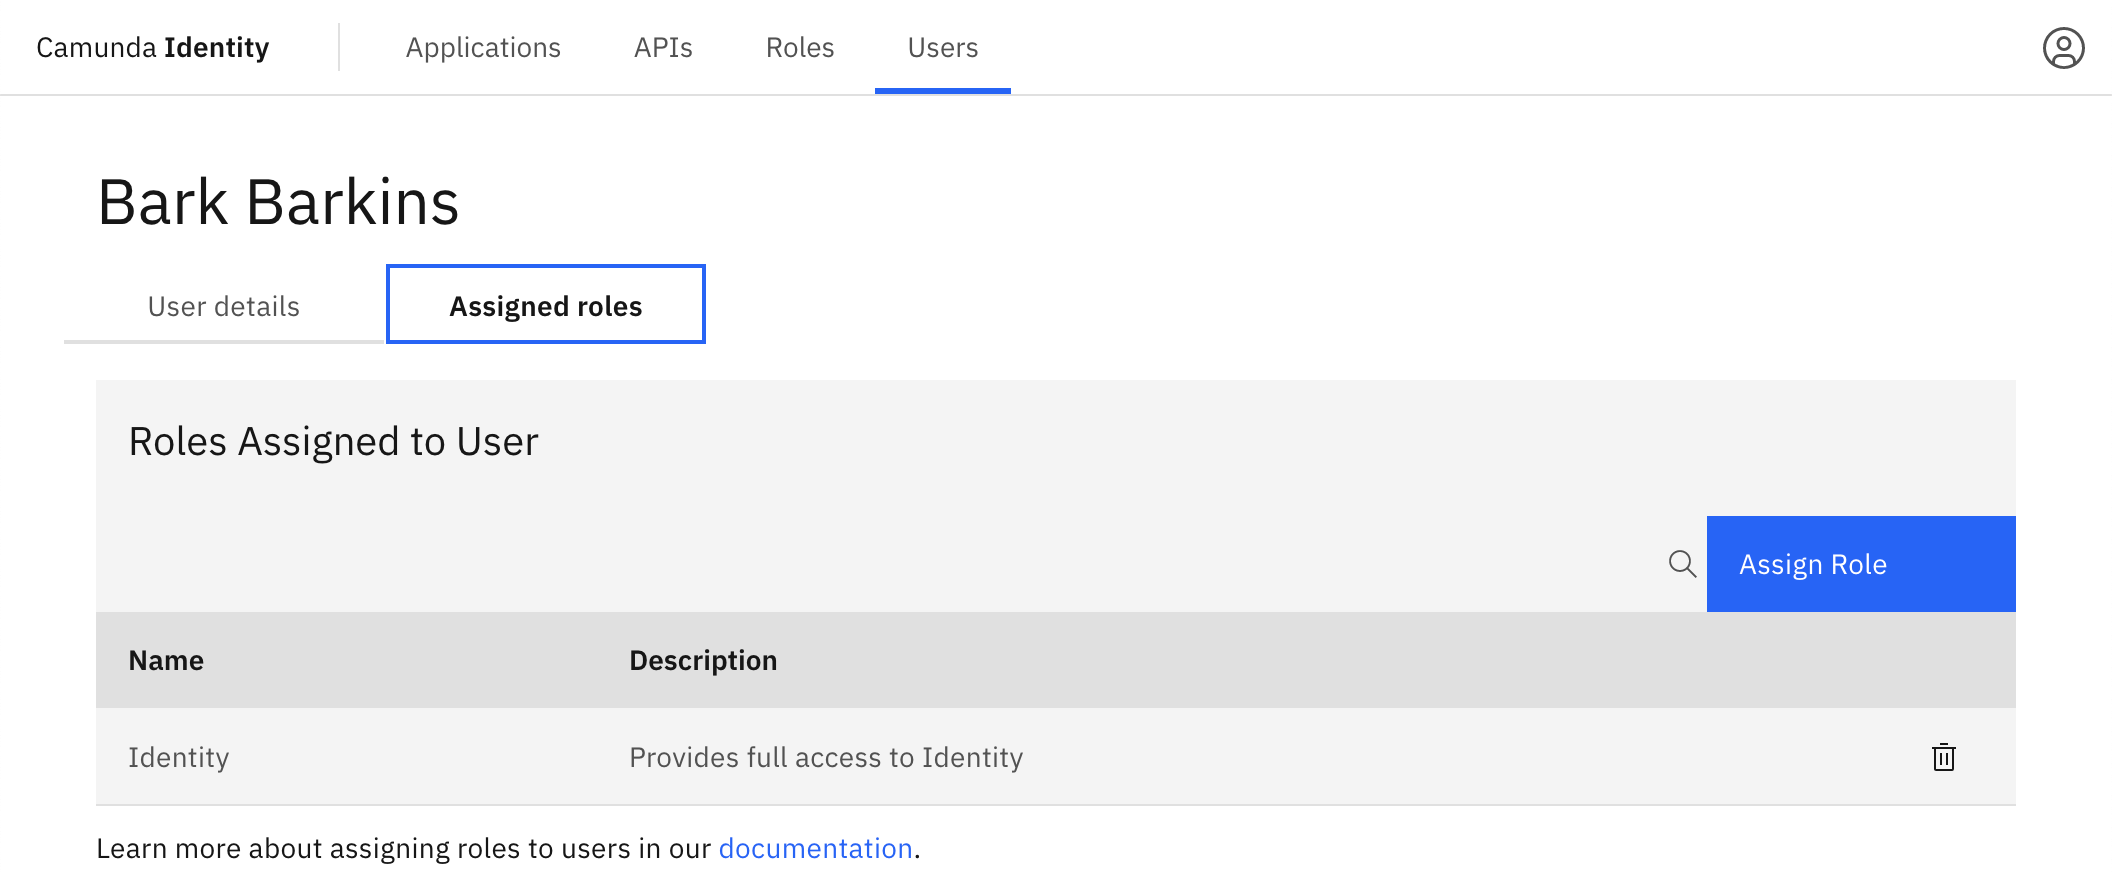 Camunda Identity Applications APIs Roles Users
Bark Barkins
User details Assigned roles
Roles Assigned to User
Assign Role
Name Description
Identity Provides full access to Identity
Learn more about assigning roles to users in our documentation.